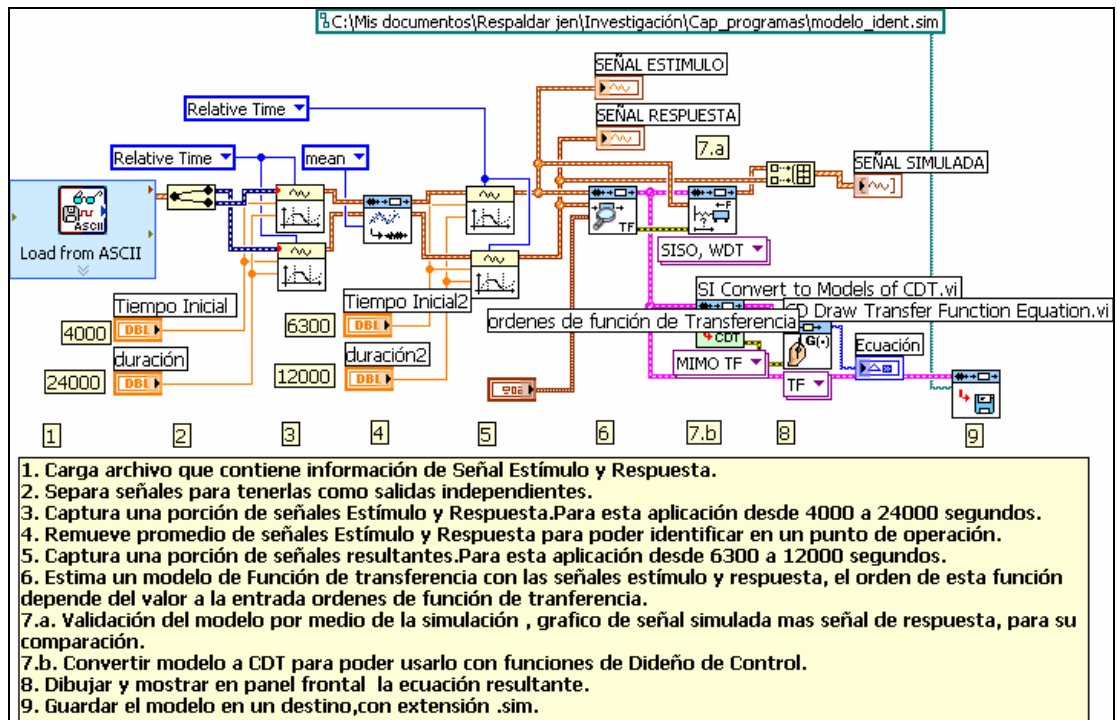 C:\Mis documentos\Respaldar jen\Investigación\Cap_programas\modelo_ident.sim
SEÑAL ESTIMULO
Relative Time
SEÑAL RESPUESTA
7.a
Relative Time
mean
SEÑAL SIMULADA
ASCII
Load from ASCII
TF
SISO, WDT
SI Convert to Models of CDT.vi
Tiempo Inicial
4000
DBL
Tiempo Inicial2
6300
DBL
ordenes de función de Transferencia
CD Draw Transfer Function Equation.vi
CDT
G(·)
Ecuación
duración
24000
DBL
duración2
12000
DBL
MIMO TF
TF
1
2
3
4
5
6
7.b
8
9
1. Carga archivo que contiene información de Señal Estímulo y Respuesta.
2. Separa señales para tenerlas como salidas independientes.
3. Captura una porción de señales Estímulo y Respuesta.Para esta aplicación desde 4000 a 24000 segundos.
4. Remueve promedio de señales Estímulo y Respuesta para poder identificar en un punto de operación.
5. Captura una porción de señales resultantes.Para esta aplicación desde 6300 a 12000 segundos.
6. Estima un modelo de Función de transferencia con las señales estímulo y respuesta, el orden de esta función
depende del valor a la entrada ordenes de función de tranferencia.
7.a. Validación del modelo por medio de la simulación , grafico de señal simulada mas señal de respuesta, para su
comparación.
7.b. Convertir modelo a CDT para poder usarlo con funciones de Dideño de Control.
8. Dibujar y mostrar en panel frontal  la ecuación resultante.
9. Guardar el modelo en un destino,con extensión .sim.